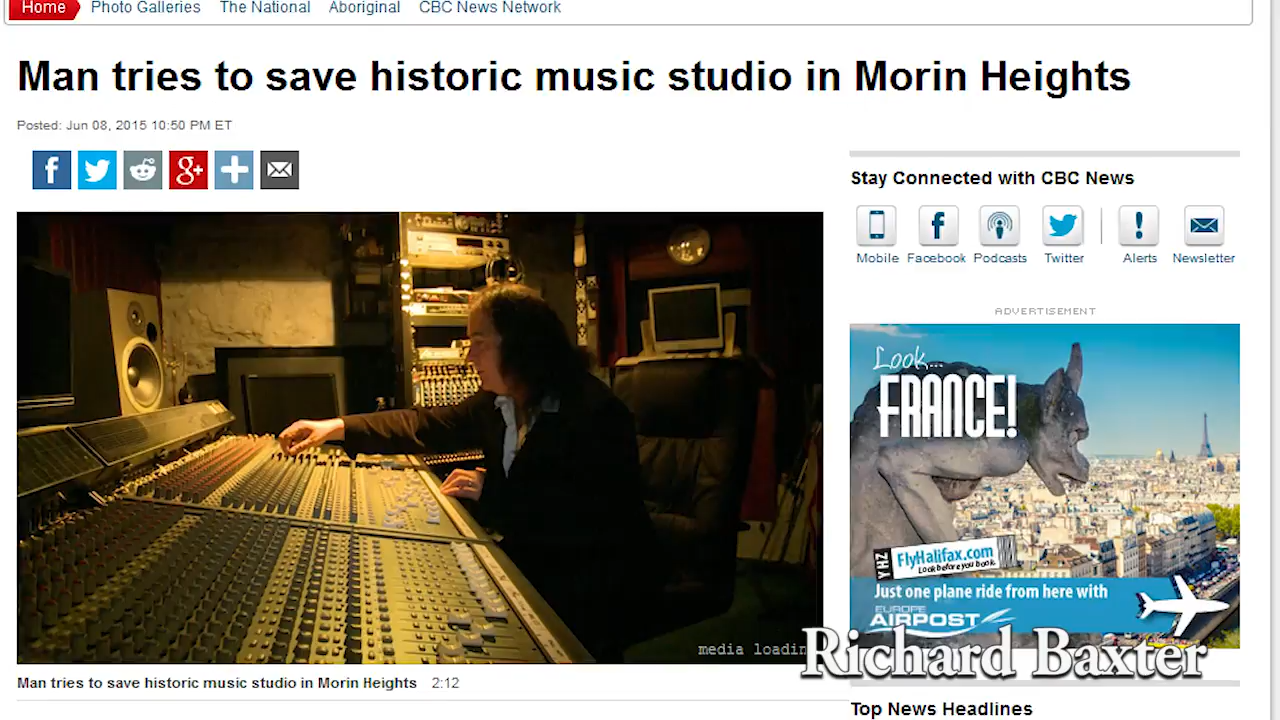 Home Photo Galleries The National Aboriginal CBC News Network
Man tries to save historic music studio in Morin Heights
Posted: Jun 08, 2015 10:50 PM ET
Stay Connected with CBC News
Mobile Facebook Podcasts Twitter Alerts Newsletter
ADVERTISEMENT
Look...
FRANCE!
YHZ
FlyHalifax.com
Look before you book.
Just one plane ride from here with
EUROPE
AIRPOST
media loadin
Richard Baxter
Man tries to save historic music studio in Morin Heights 2:12
Top News Headlines